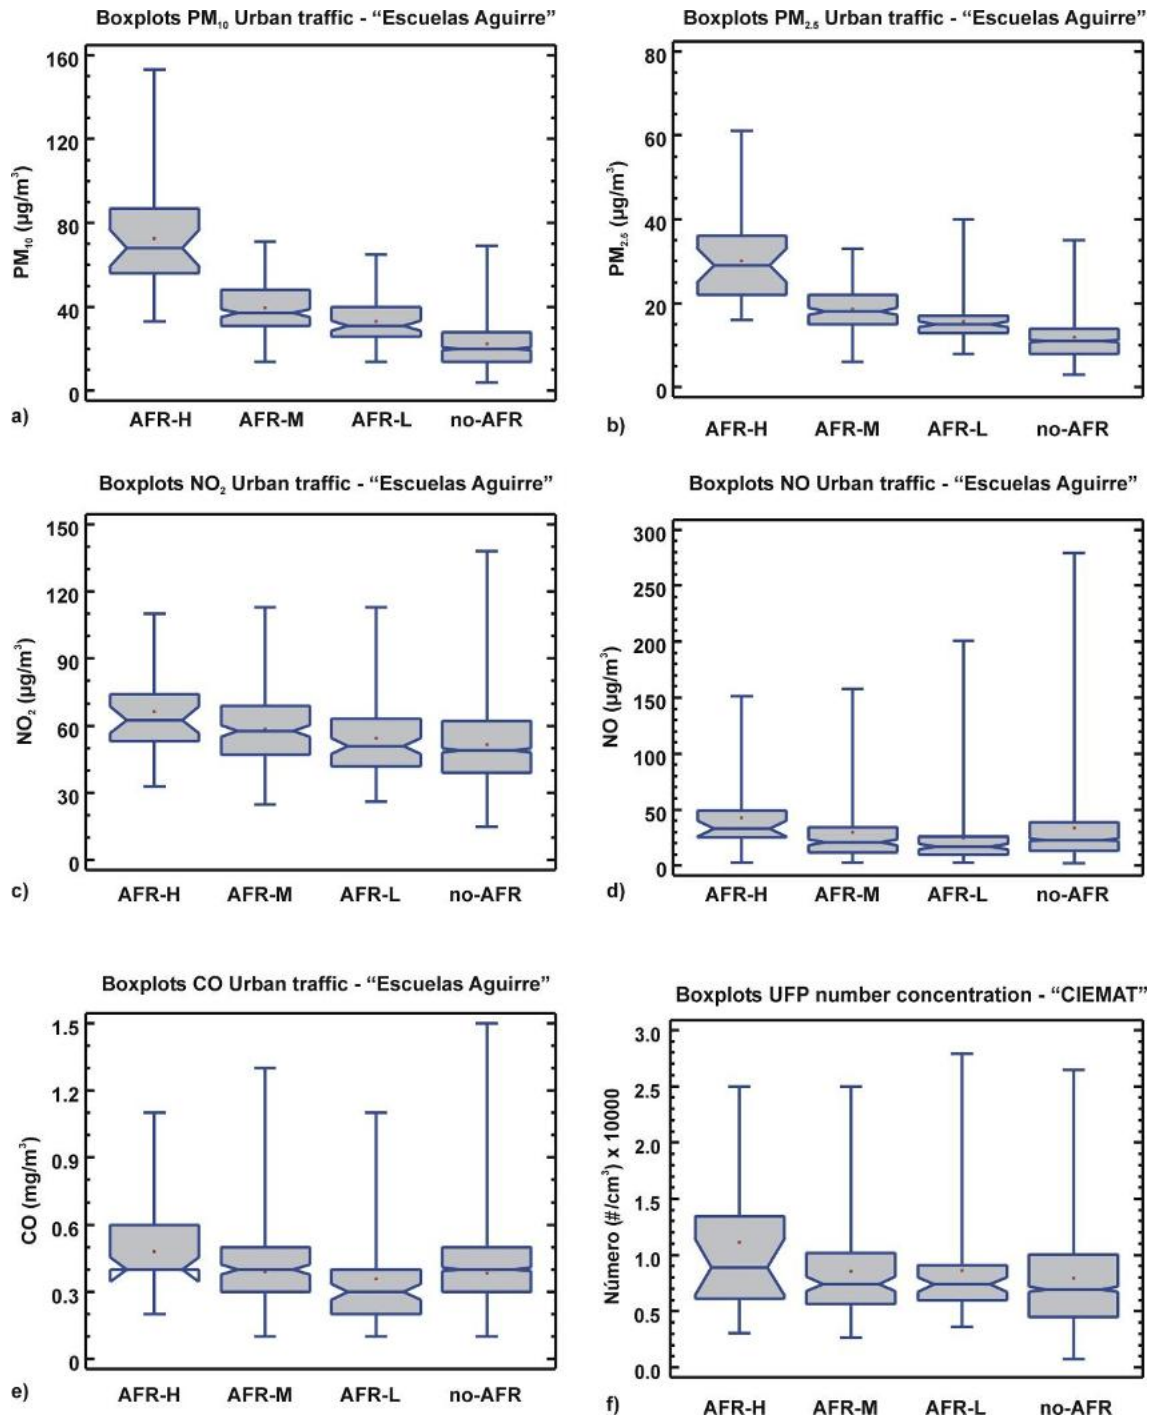 Boxplots PM₁₀ Urban traffic - “Escuelas Aguirre”
PM₁₀ (µg/m³)
160
120
80
40
0
AFR-H AFR-M AFR-L no-AFR
a)
Boxplots PM₂.₅ Urban traffic - “Escuelas Aguirre”
PM₂.₅ (µg/m³)
80
60
40
20
0
AFR-H AFR-M AFR-L no-AFR
b)
Boxplots NO₂ Urban traffic - “Escuelas Aguirre”
NO₂ (µg/m³)
150
120
90
60
30
0
AFR-H AFR-M AFR-L no-AFR
c)
Boxplots NO Urban traffic - “Escuelas Aguirre”
NO (µg/m³)
300
250
200
150
100
50
0
AFR-H AFR-M AFR-L no-AFR
d)
Boxplots CO Urban traffic - “Escuelas Aguirre”
CO (mg/m³)
1.5
1.2
0.9
0.6
0.3
0
AFR-H AFR-M AFR-L no-AFR
e)
Boxplots UFP number concentration - “CIEMAT”
Número (#/cm³) x 10000
3.0
2.5
2.0
1.5
1.0
0.5
0.0
AFR-H AFR-M AFR-L no-AFR
f)